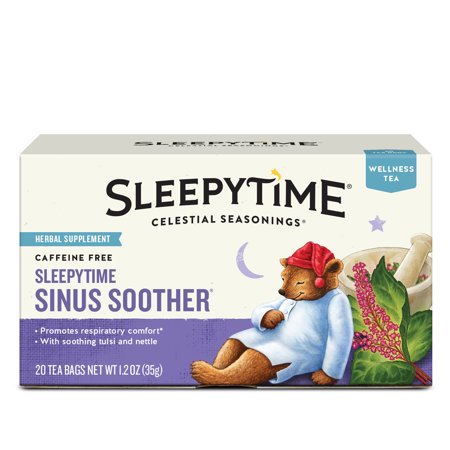 SLEEPYTIME®
SLEEPYTIME®
CELESTIAL SEASONINGS®
WELLNESS
TEA
HERBAL SUPPLEMENT
CAFFEINE FREE
SLEEPYTIME
SINUS SOOTHER®
• Promotes respiratory comfort*
• With soothing tulsi and nettle
20 TEA BAGS NET WT 1.2 OZ (35g)